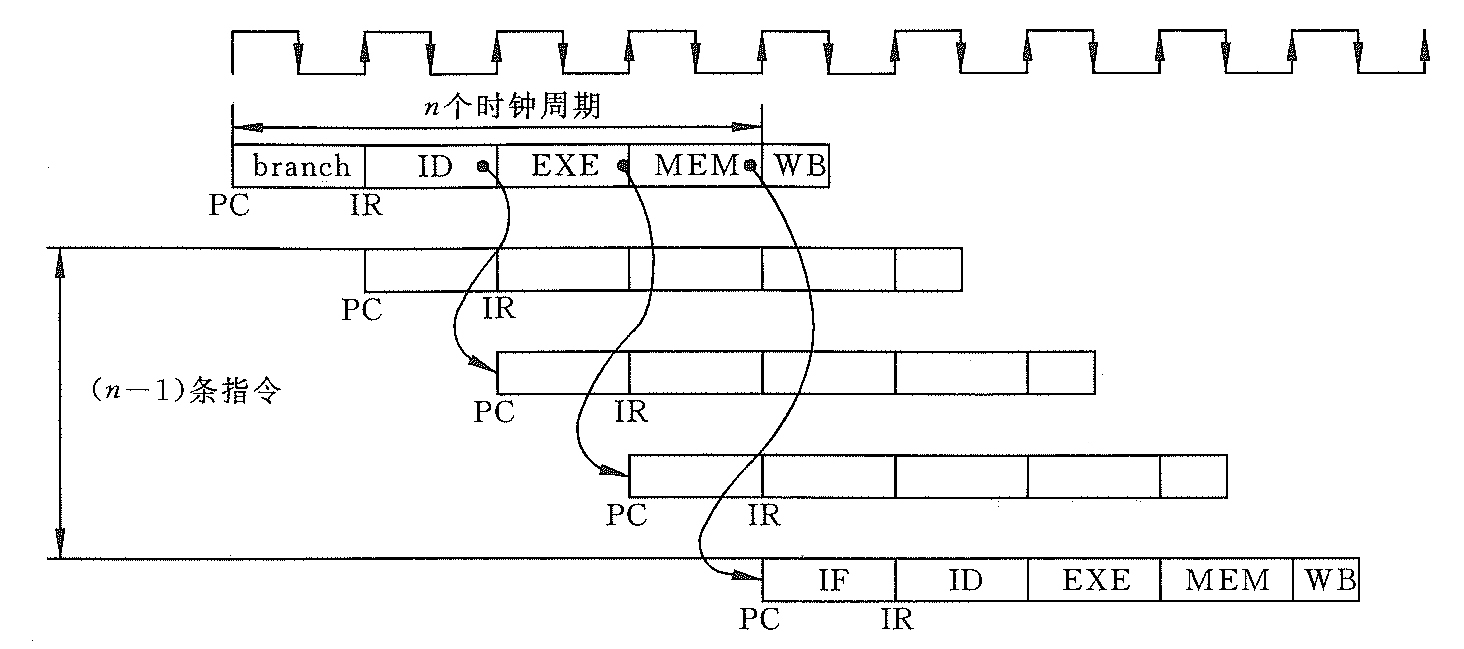 n个时钟周期
branch ID EXE MEM WB
PC IR
PC IR
(n-1)条指令
PC IR
PC IR
IF ID EXE MEM WB
PC IR